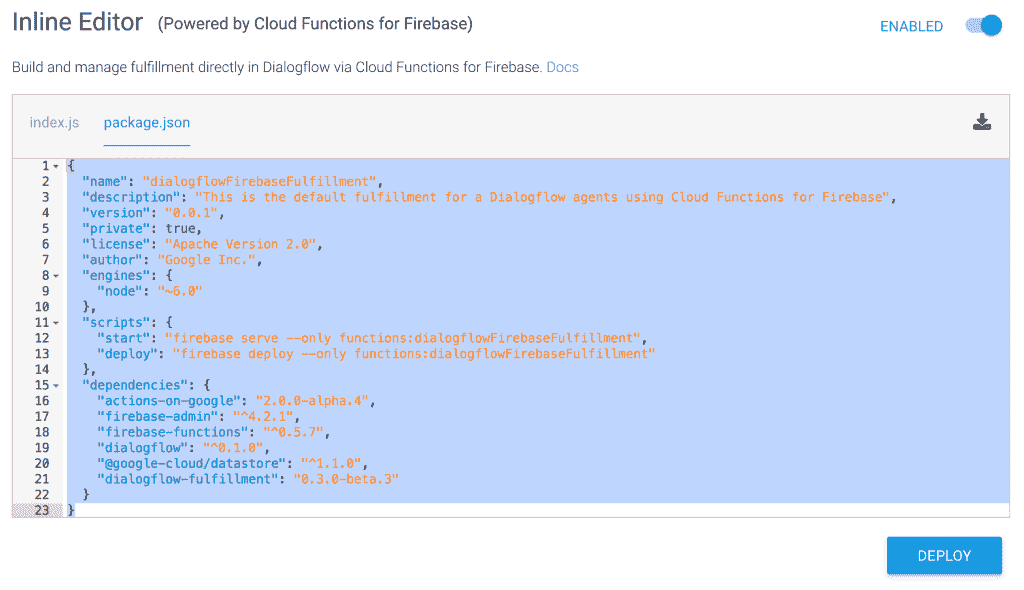 Inline Editor (Powered by Cloud Functions for Firebase)
ENABLED
Build and manage fulfillment directly in Dialogflow via Cloud Functions for Firebase. Docs
index.js package.json
1 {
2 "name": "dialogflowFirebaseFulfillment",
3 "description": "This is the default fulfillment for a Dialogflow agents using Cloud Functions for Firebase",
4 "version": "0.0.1",
5 "private": true,
6 "license": "Apache Version 2.0",
7 "author": "Google Inc.",
8 "engines": {
9 "node": "~6.0"
10 },
11 "scripts": {
12 "start": "firebase serve --only functions:dialogflowFirebaseFulfillment",
13 "deploy": "firebase deploy --only functions:dialogflowFirebaseFulfillment"
14 },
15 "dependencies": {
16 "actions-on-google": "2.0.0-alpha.4",
17 "firebase-admin": "^4.2.1",
18 "firebase-functions": "^0.5.7",
19 "dialogflow": "^0.1.0",
20 "@google-cloud/datastore": "^1.1.0",
21 "dialogflow-fulfillment": "0.3.0-beta.3"
22 }
23 }
DEPLOY